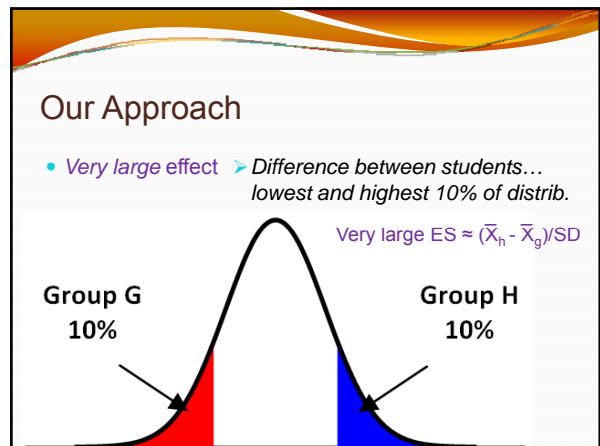 Our Approach
• Very large effect ➢ Difference between students…
lowest and highest 10% of distrib.
Very large ES ≈ (X̅h - X̅g)/SD
Group G
10%
Group H
10%